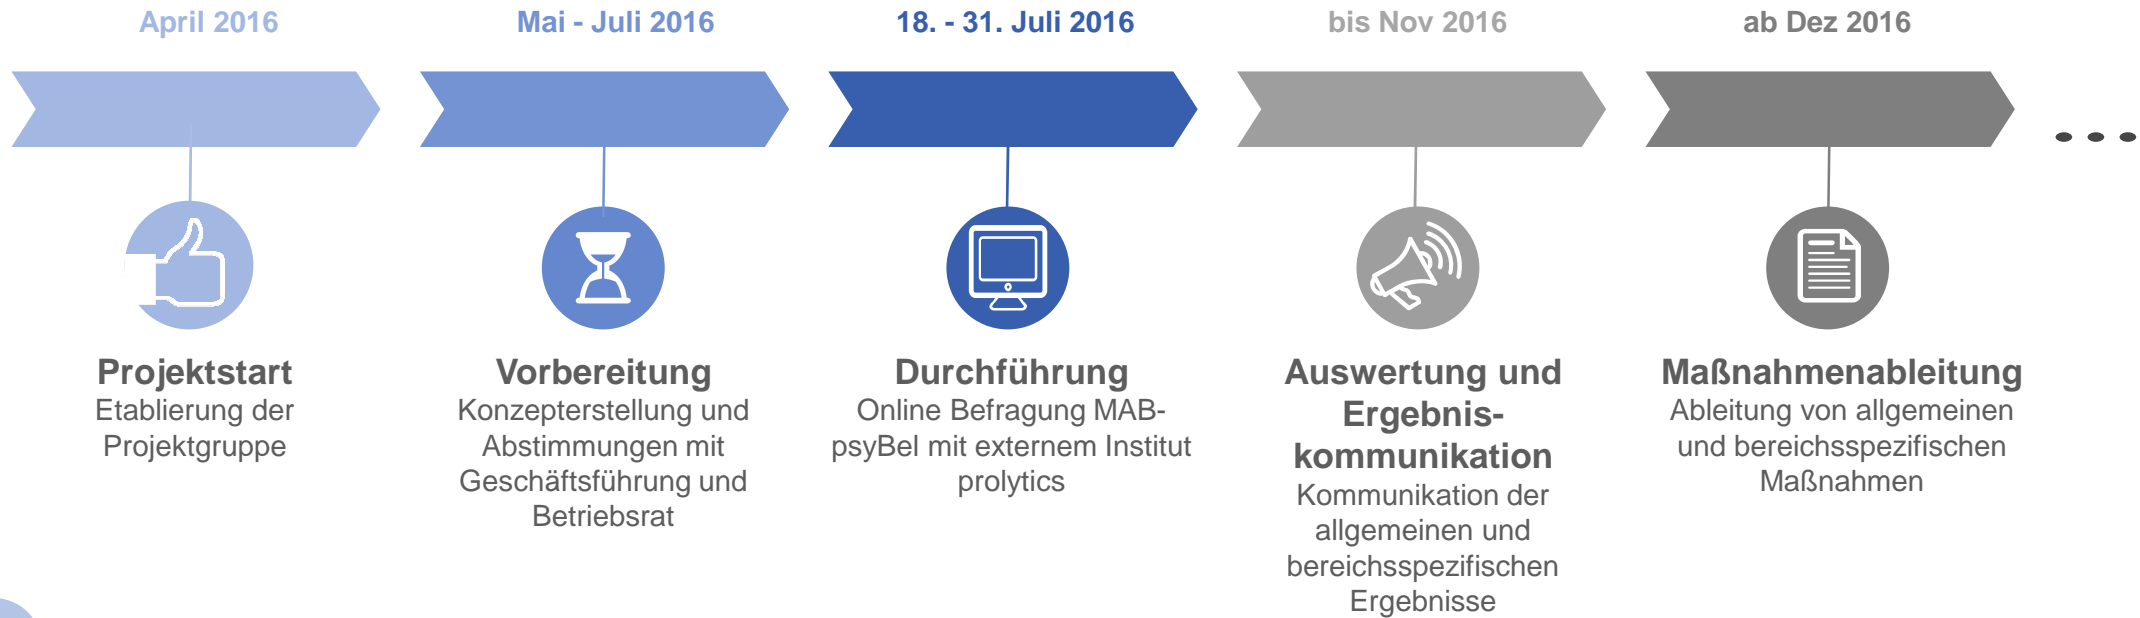 April 2016
Mai - Juli 2016
18. - 31. Juli 2016
bis Nov 2016
ab Dez 2016
Projektstart
Etablierung der
Projektgruppe
Vorbereitung
Konzepterstellung und
Abstimmungen mit
Geschäftsführung und
Betriebsrat
Durchführung
Online Befragung MAB-
psyBel mit externem Institut
prolytics
Auswertung und
Ergebnis-
kommunikation
Kommunikation der
allgemeinen und
bereichsspezifischen
Ergebnisse
Maßnahmenableitung
Ableitung von allgemeinen
und bereichsspezifischen
Maßnahmen